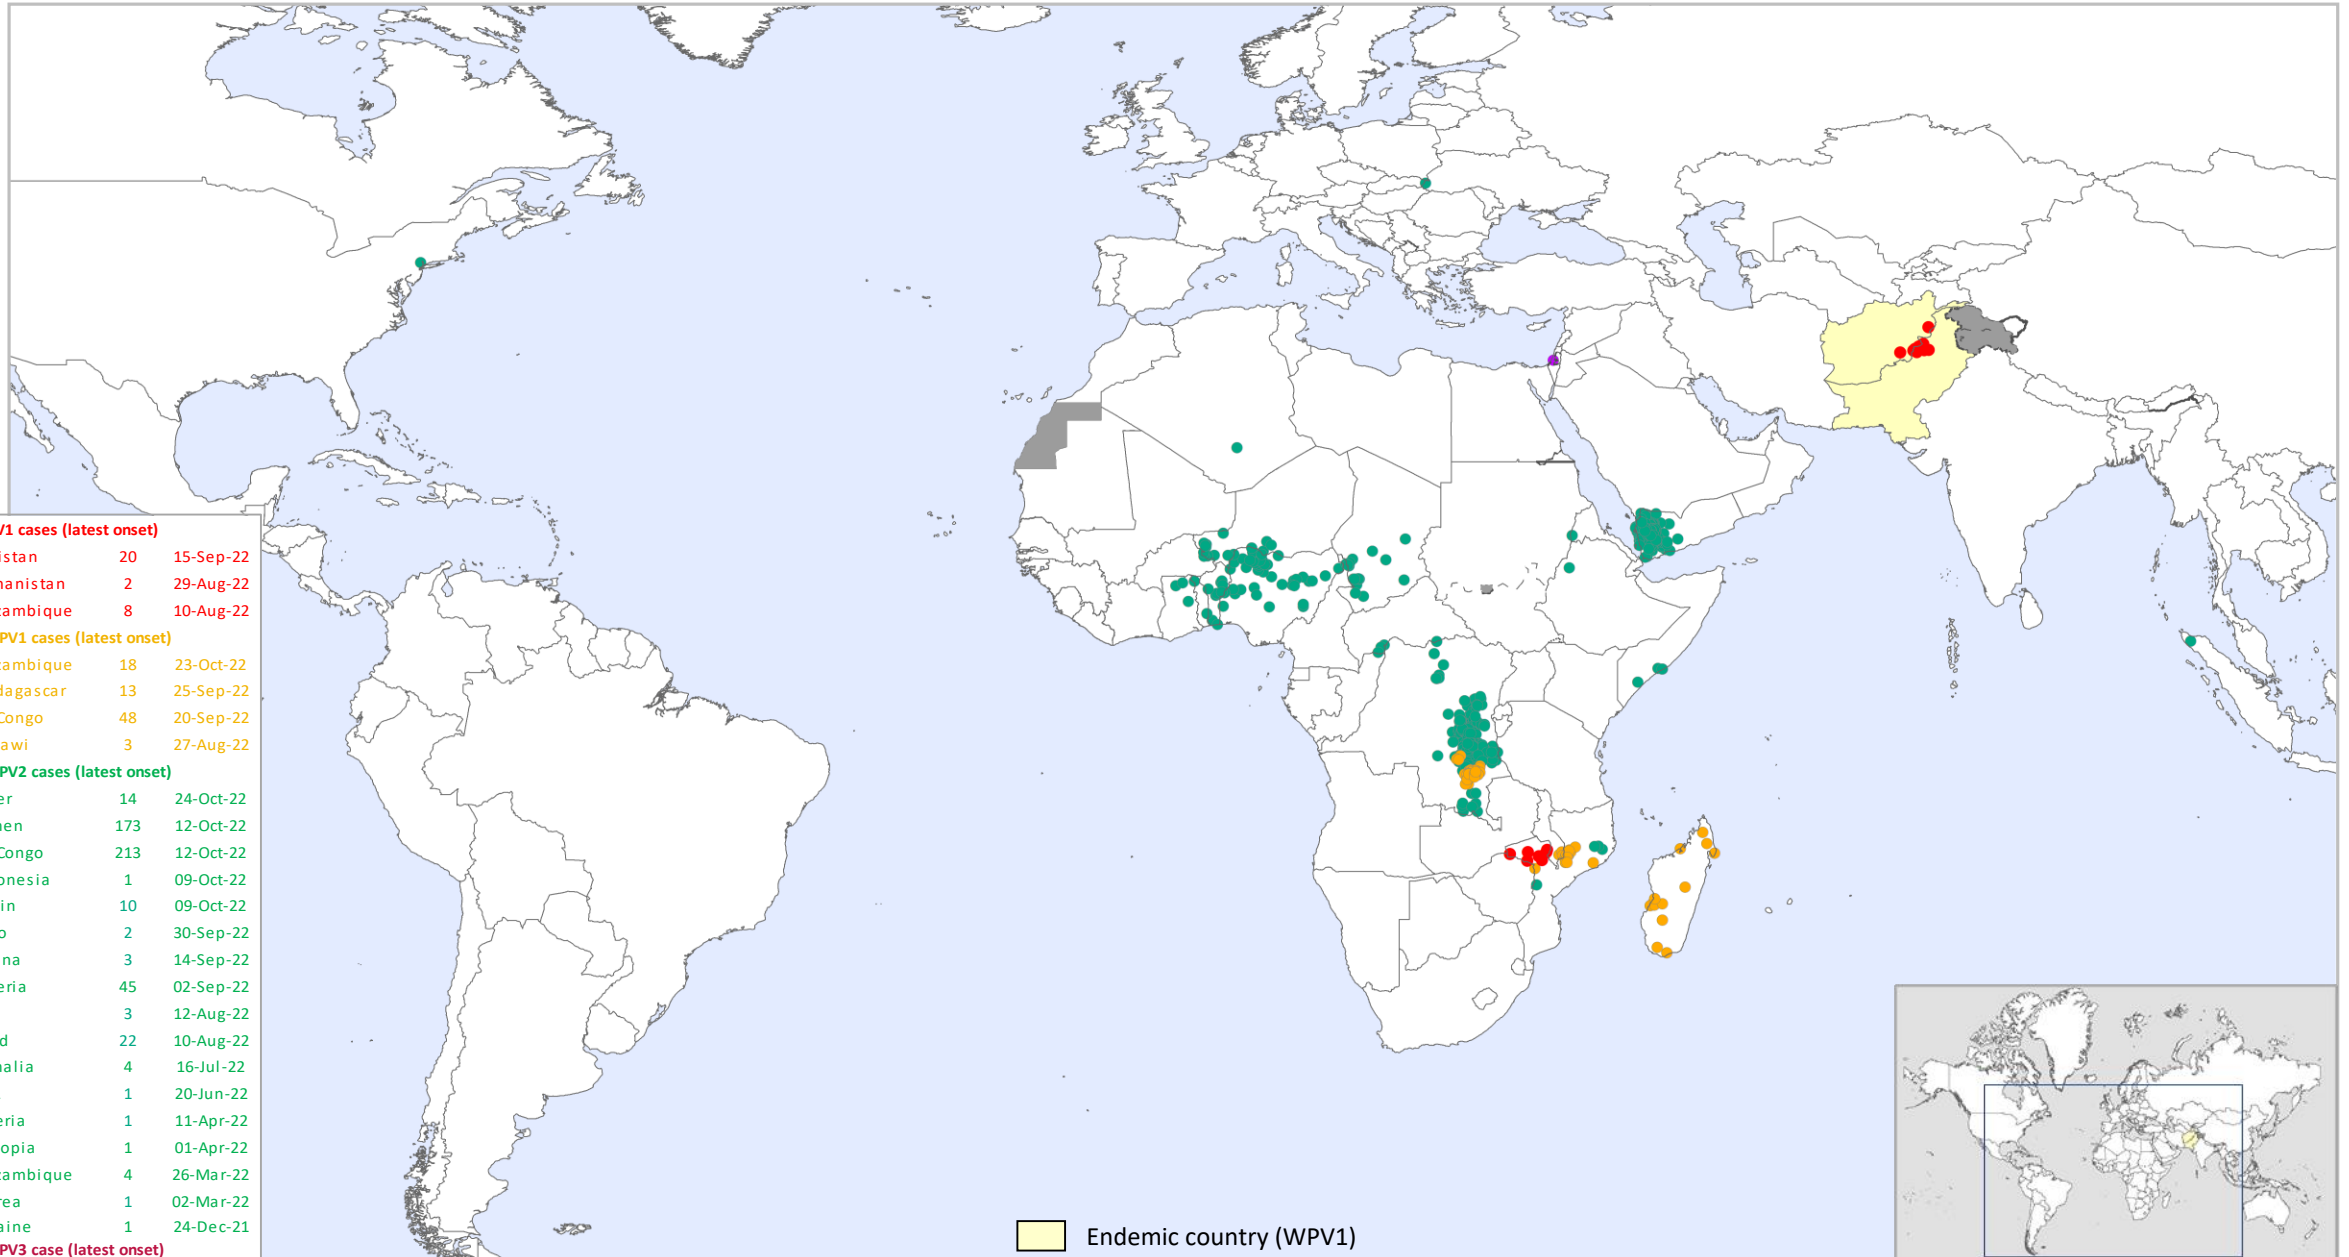 V1 cases (latest onset)
istan 20 15-Sep-22
hanistan 2 29-Aug-22
zambique 8 10-Aug-22
PV1 cases (latest onset)
zambique 18 23-Oct-22
dagascar 13 25-Sep-22
Congo 48 20-Sep-22
awi 3 27-Aug-22
PV2 cases (latest onset)
er 14 24-Oct-22
en 173 12-Oct-22
Congo 213 12-Oct-22
onesia 1 09-Oct-22
in 10 09-Oct-22
o 2 30-Sep-22
na 3 14-Sep-22
eria 45 02-Sep-22
3 12-Aug-22
d 22 10-Aug-22
alia 4 16-Jul-22
1 20-Jun-22
eria 1 11-Apr-22
opia 1 01-Apr-22
zambique 4 26-Mar-22
rea 1 02-Mar-22
aine 1 24-Dec-21
PV3 case (latest onset)
Endemic country (WPV1)